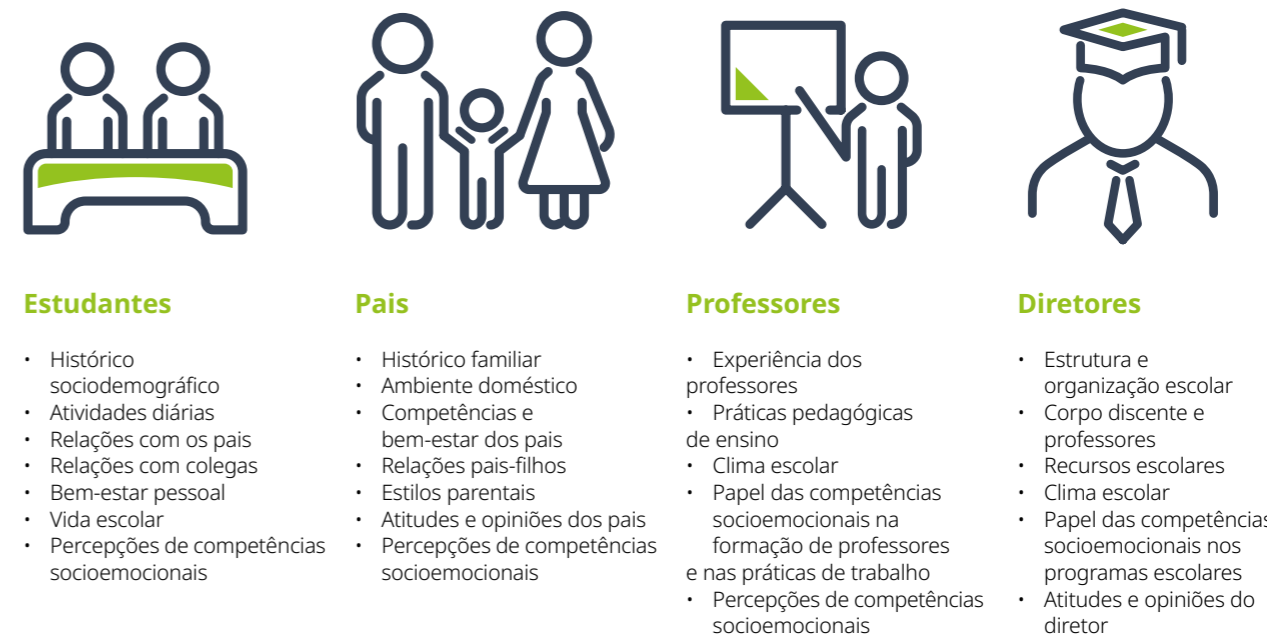 Estudantes
• Histórico
sociodemográfico
• Atividades diárias
• Relações com os pais
• Relações com colegas
• Bem-estar pessoal
• Vida escolar
• Percepções de competências
socioemocionais
Pais
• Histórico familiar
• Ambiente doméstico
• Competências e
bem-estar dos pais
• Relações pais-filhos
• Estilos parentais
• Atitudes e opiniões dos pais
• Percepções de competências
socioemocionais
Professores
• Experiência dos
professores
• Práticas pedagógicas
de ensino
• Clima escolar
• Papel das competências
socioemocionais na
formação de professores
e nas práticas de trabalho
• Percepções de competências
socioemocionais
Diretores
• Estrutura e
organização escolar
• Corpo discente e
professores
• Recursos escolares
• Clima escolar
• Papel das competências
socioemocionais nos
programas escolares
• Atitudes e opiniões do
diretor